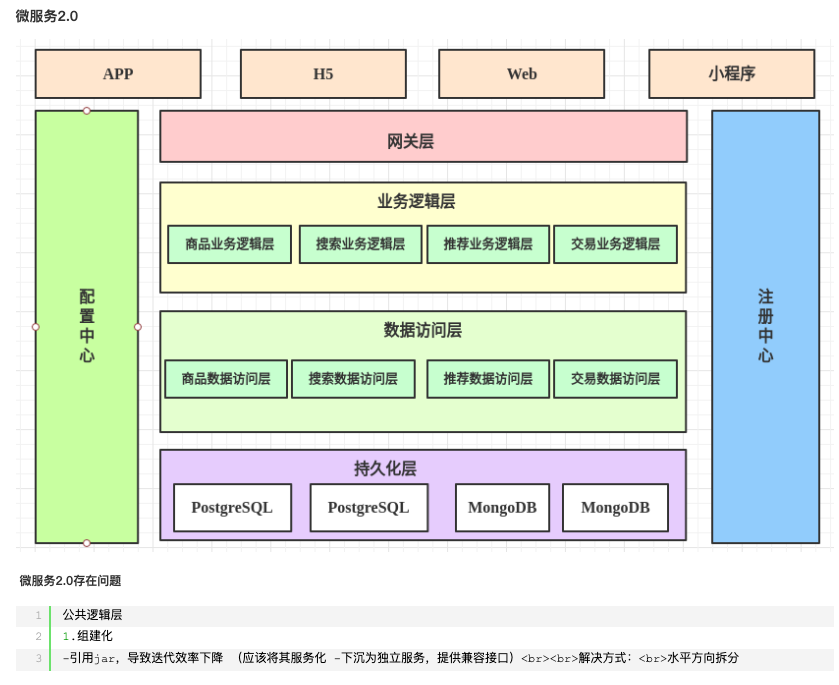 微服务2.0
APP H5 Web 小程序
网关层
业务逻辑层
商品业务逻辑层 搜索业务逻辑层 推荐业务逻辑层 交易业务逻辑层
配置中心
注册中心
数据访问层
商品数据访问层 搜索数据访问层 推荐数据访问层 交易数据访问层
持久化层
PostgreSQL PostgreSQL MongoDB MongoDB
微服务2.0存在问题
1 公共逻辑层
2 1.组建化
3 -引用jar，导致迭代效率下降 （应该将其服务化 -下沉为独立服务，提供兼容接口）<br><br>解决方式：<br>水平方向拆分